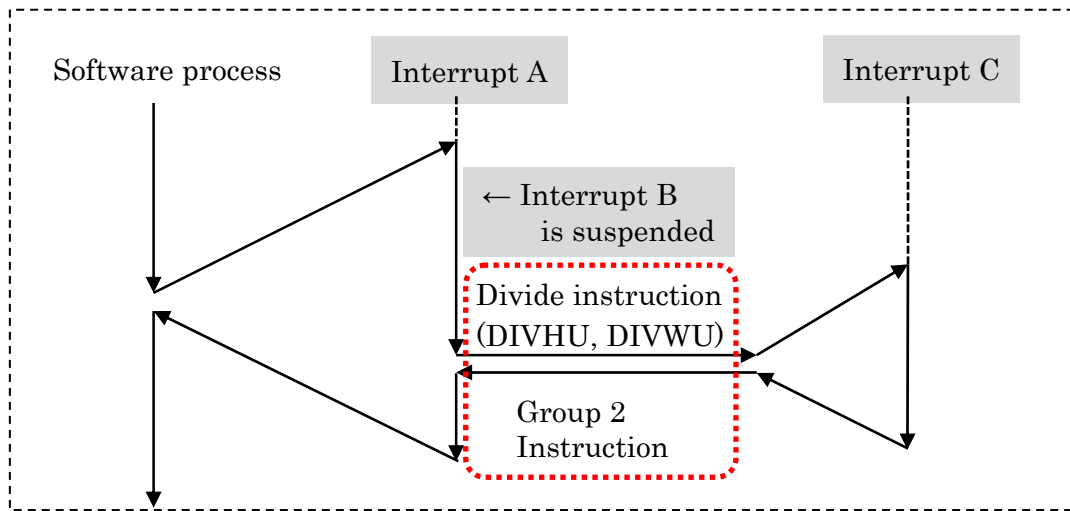 Software process
Interrupt A
Interrupt C
← Interrupt B
is suspended
Divide instruction
(DIVHU, DIVWU)
Group 2
Instruction